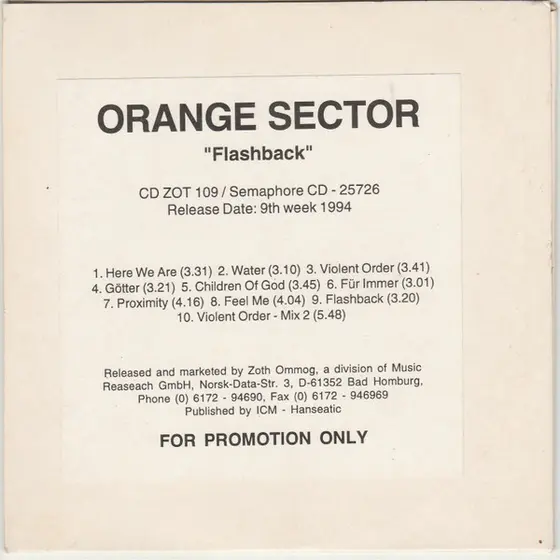 ORANGE SECTOR
"Flashback"
CD ZOT 109 / Semaphore CD - 25726
Release Date: 9th week 1994
1. Here We Are (3.31) 2. Water (3.10) 3. Violent Order (3.41)
4. Götter (3.21) 5. Children Of God (3.45) 6. Für Immer (3.01)
7. Proximity (4.16) 8. Feel Me (4.04) 9. Flashback (3.20)
10. Violent Order - Mix 2 (5.48)
Released and marketed by Zoth Ommog, a division of Music
Reaseach GmbH, Norsk-Data-Str. 3, D-61352 Bad Homburg,
Phone (0) 6172 - 94690, Fax (0) 6172 - 946969
Published by ICM - Hanseatic
FOR PROMOTION ONLY